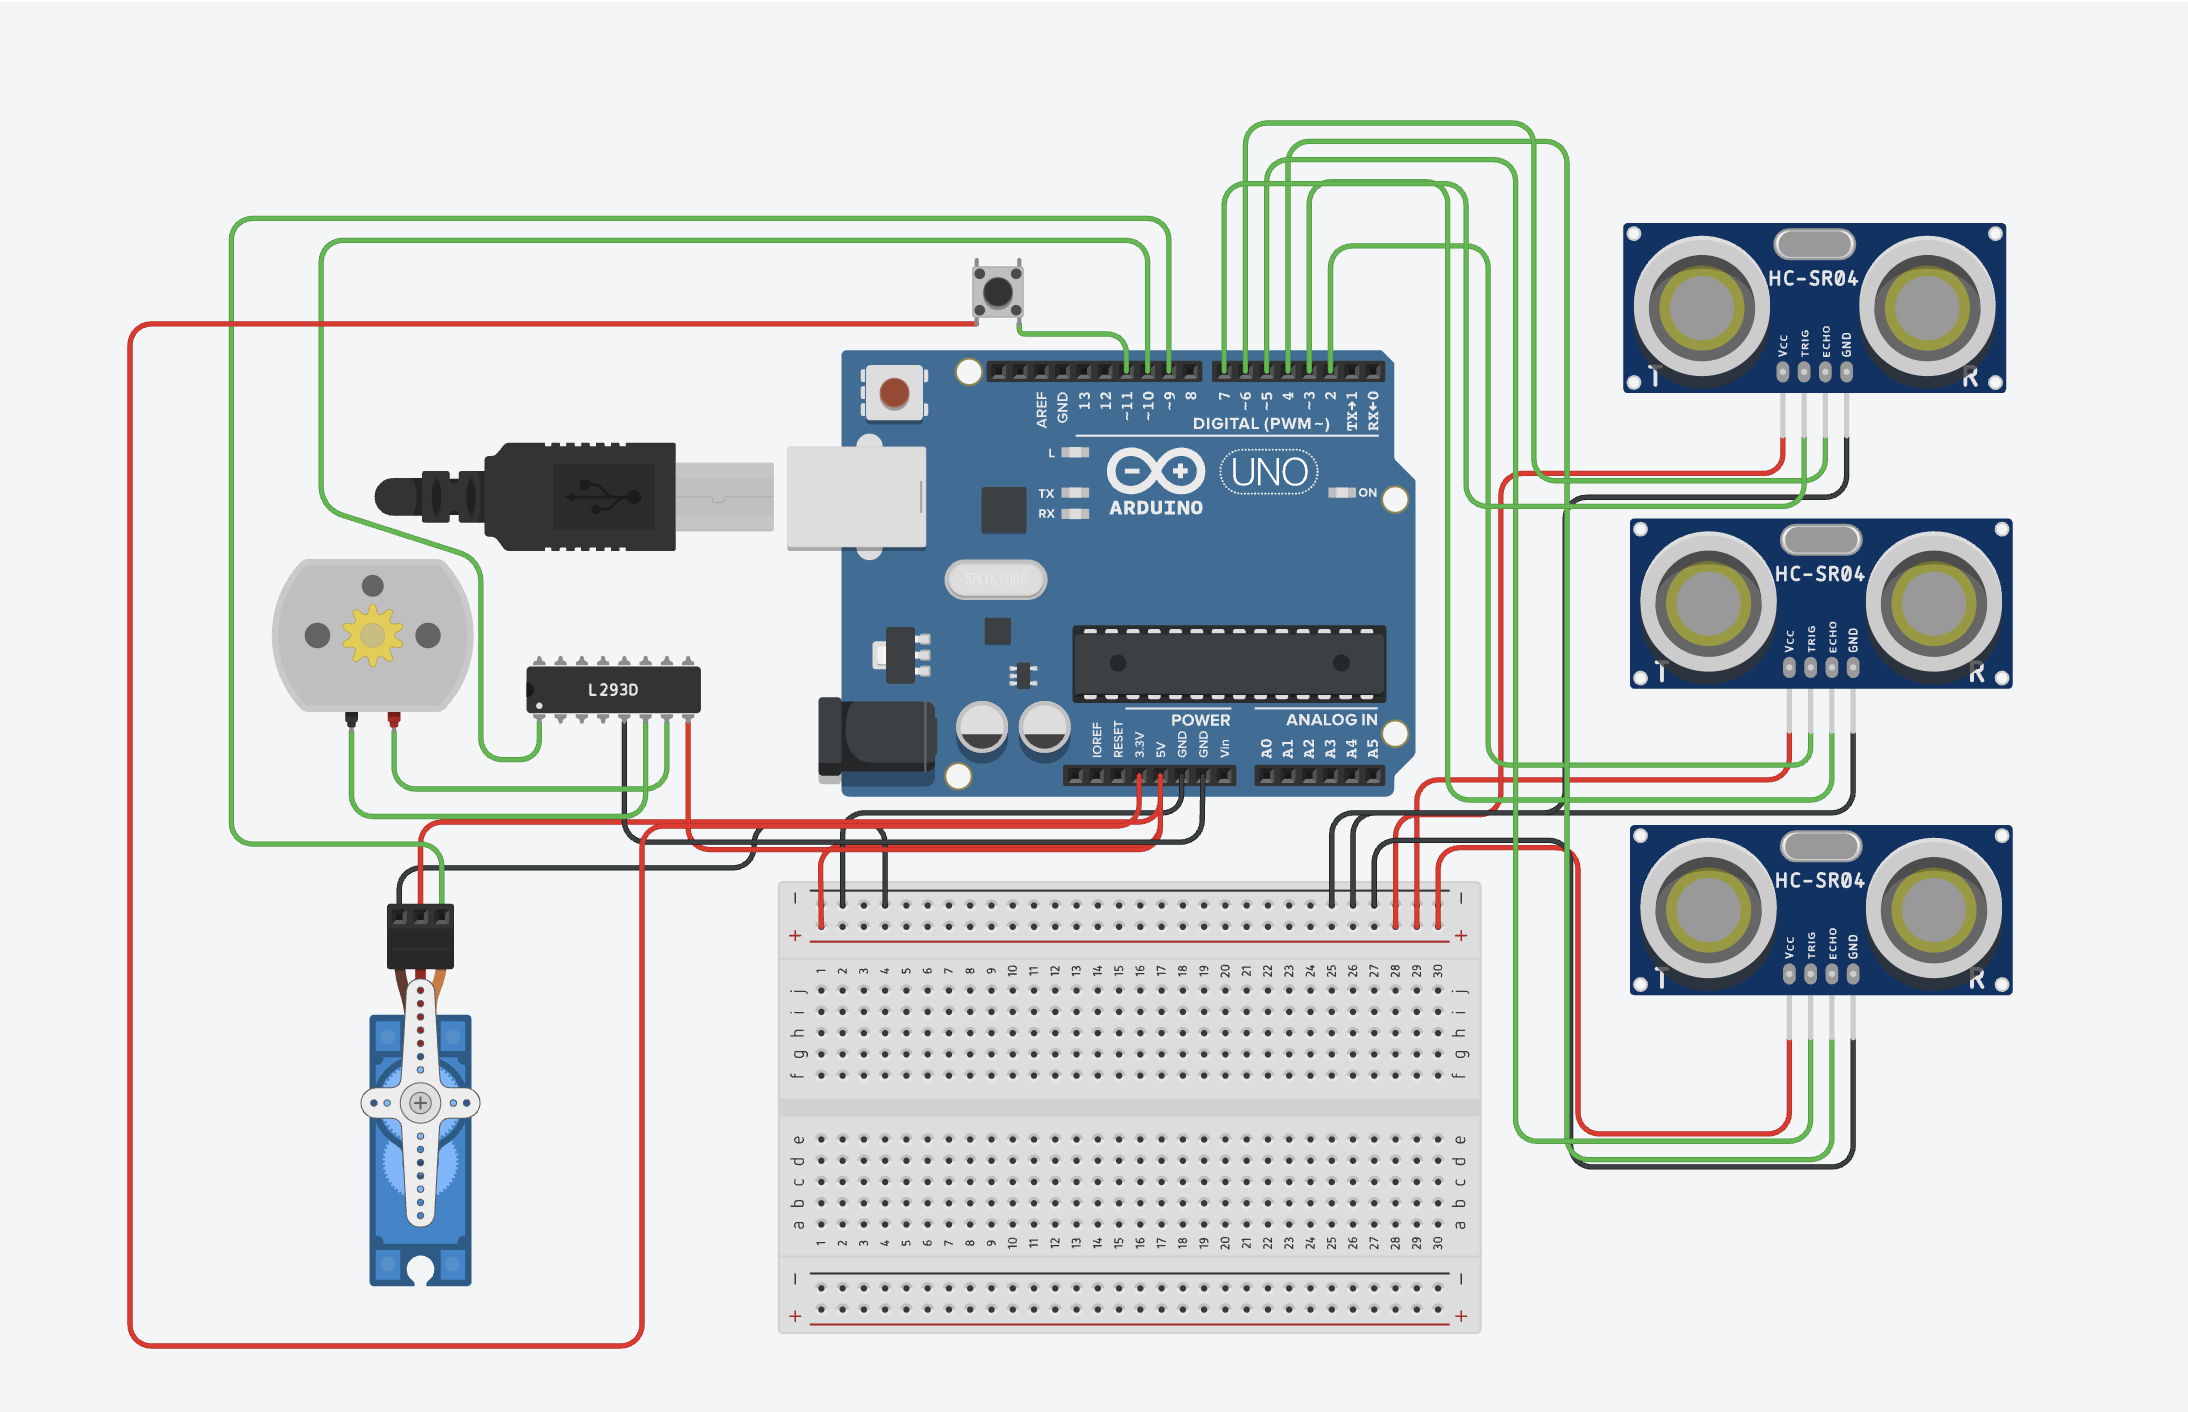 HC-SR04
VCC TRIG ECHO GND
T R
AREF GND 13 12 ~11 ~10 ~9 8 7 ~6 ~5 4 ~3 2 TX→1 RX←0
DIGITAL (PWM ~)
L
TX
RX
ARDUINO
UNO
ON
SPKT6.000G
HC-SR04
VCC TRIG ECHO GND
T R
L293D
POWER ANALOG IN
IOREF RESET 3.3V 5V GND GND Vin A0 A1 A2 A3 A4 A5
HC-SR04
VCC TRIG ECHO GND
T R
– –
+ +
1 2 3 4 5 6 7 8 9 10 11 12 13 14 15 16 17 18 19 20 21 22 23 24 25 26 27 28 29 30
j j
i i
h h
g g
f f
e e
d d
c c
b b
a a
1 2 3 4 5 6 7 8 9 10 11 12 13 14 15 16 17 18 19 20 21 22 23 24 25 26 27 28 29 30
– –
+ +